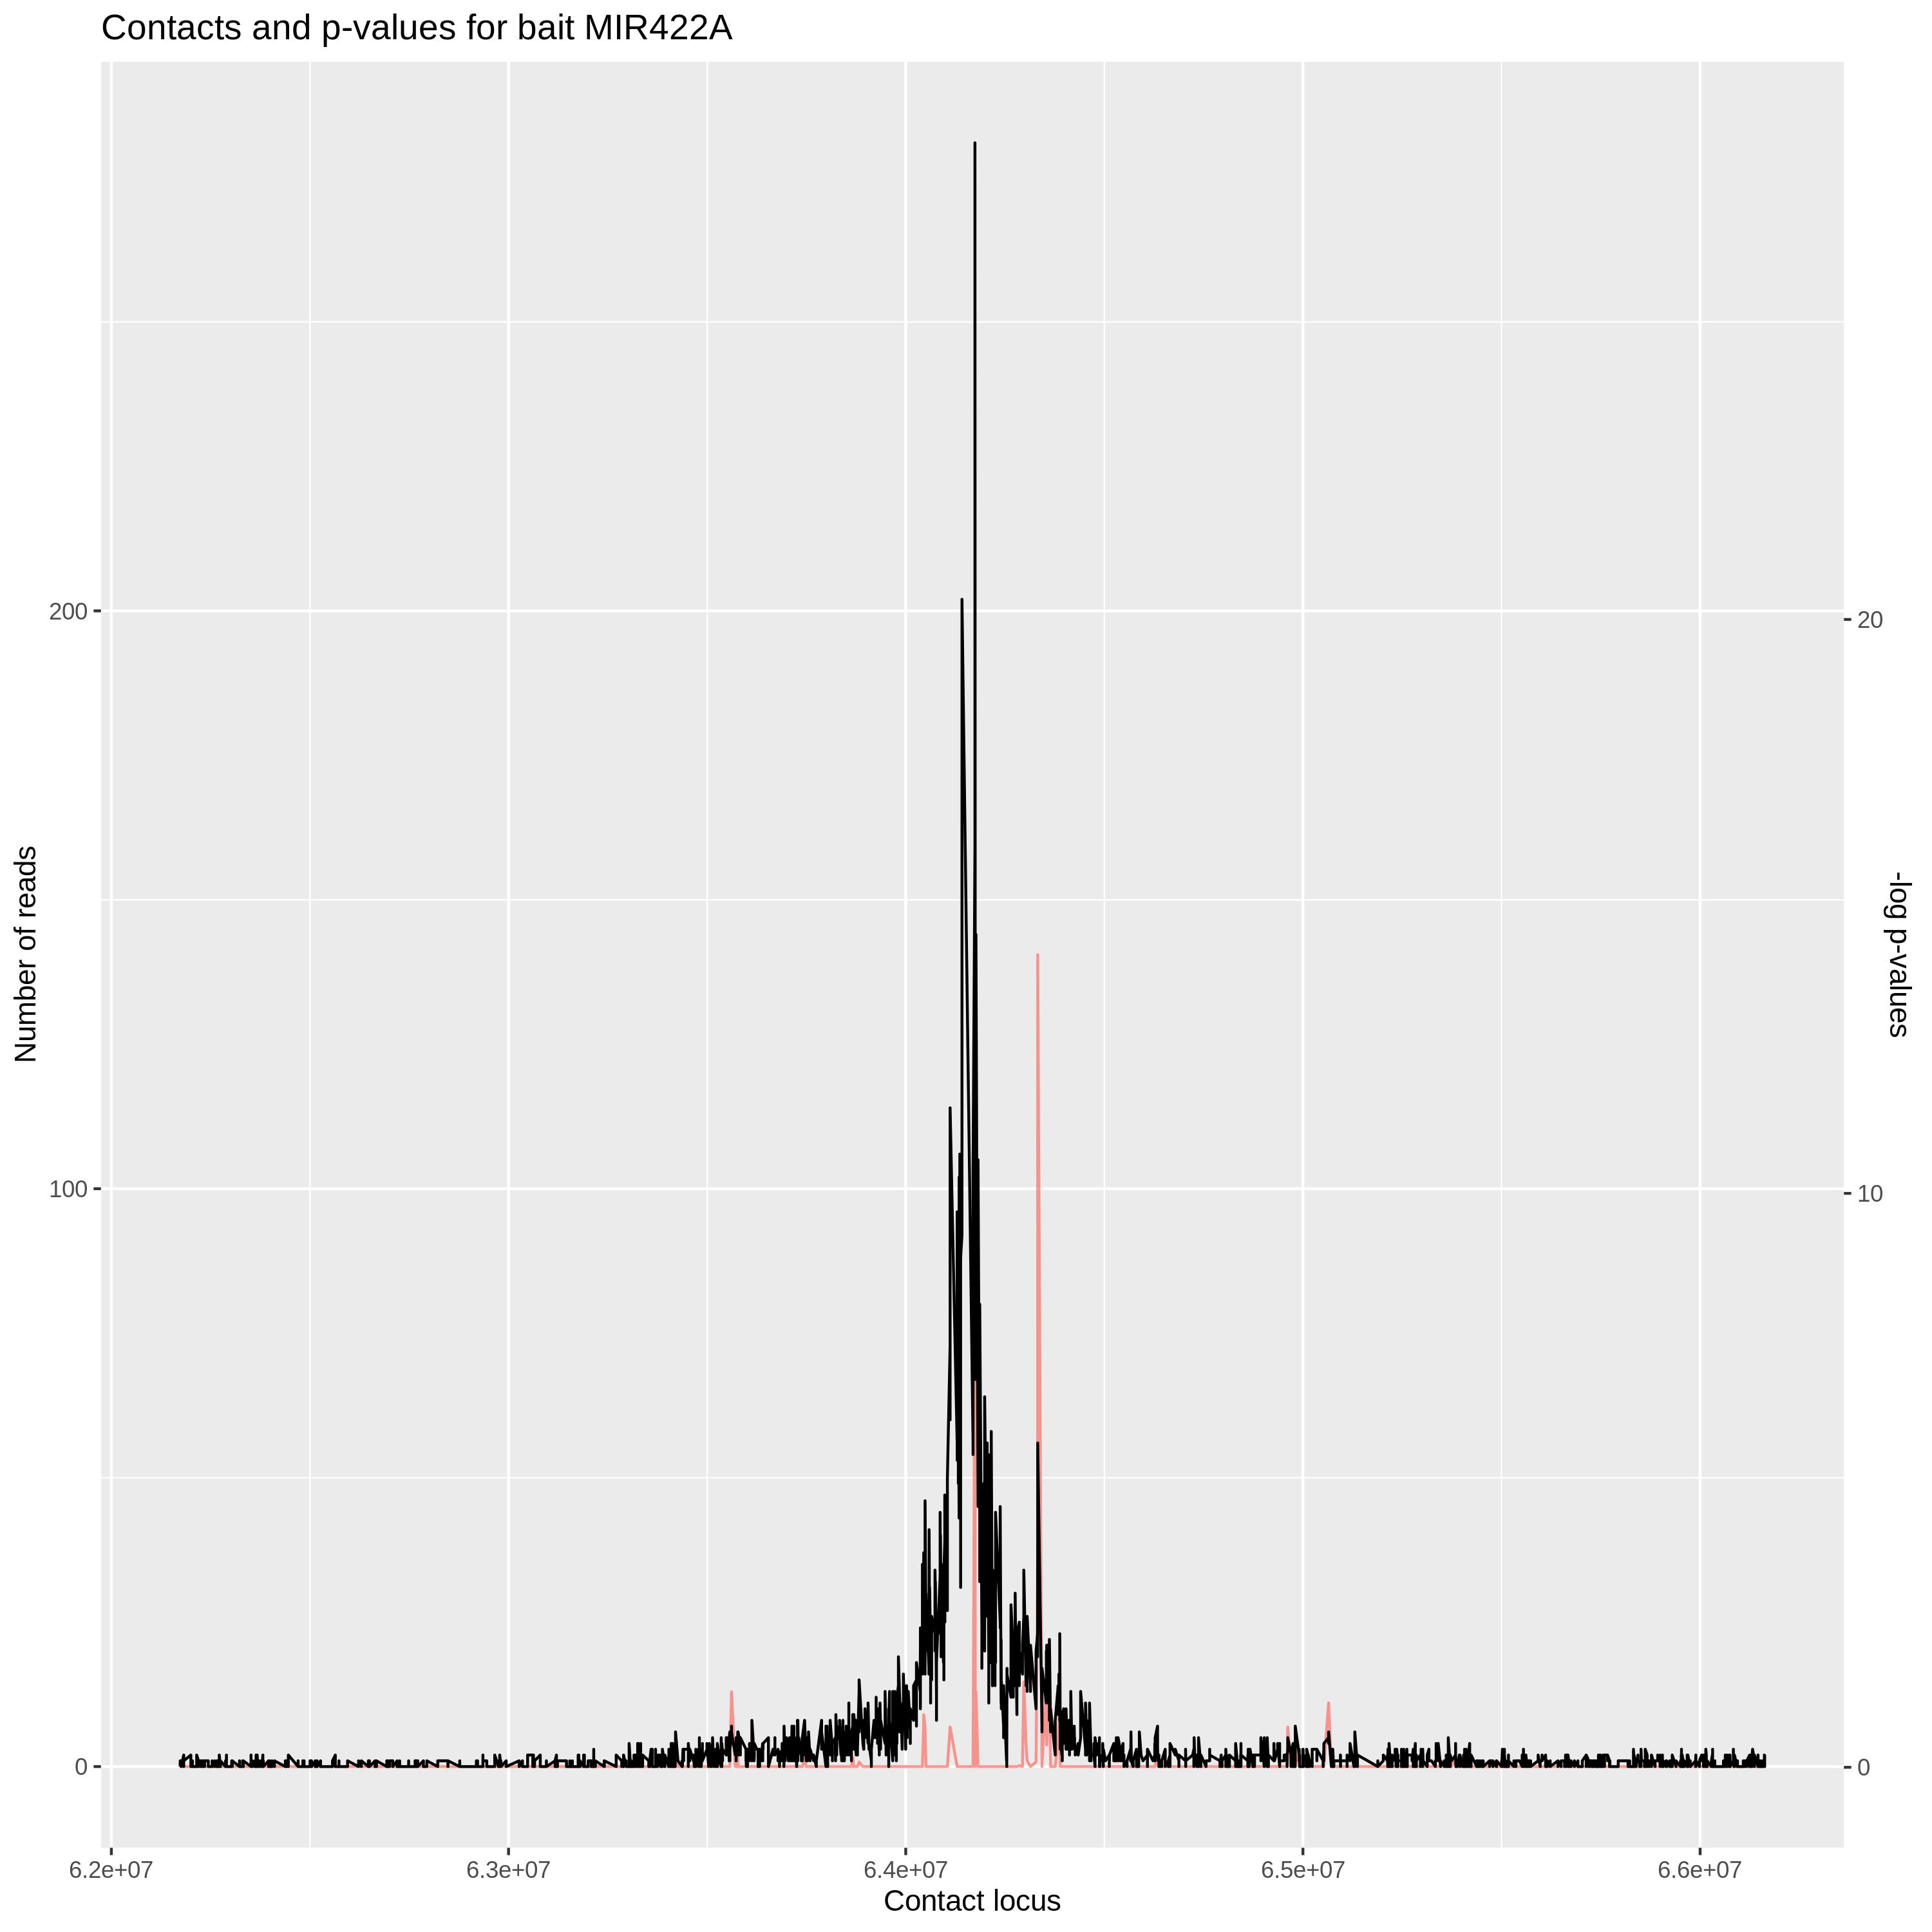 Contacts and p-values for bait MIR422A
Number of reads
200
100
0
20
10
0
-log p-values
6.2e+07
6.3e+07
6.4e+07
6.5e+07
6.6e+07
Contact locus